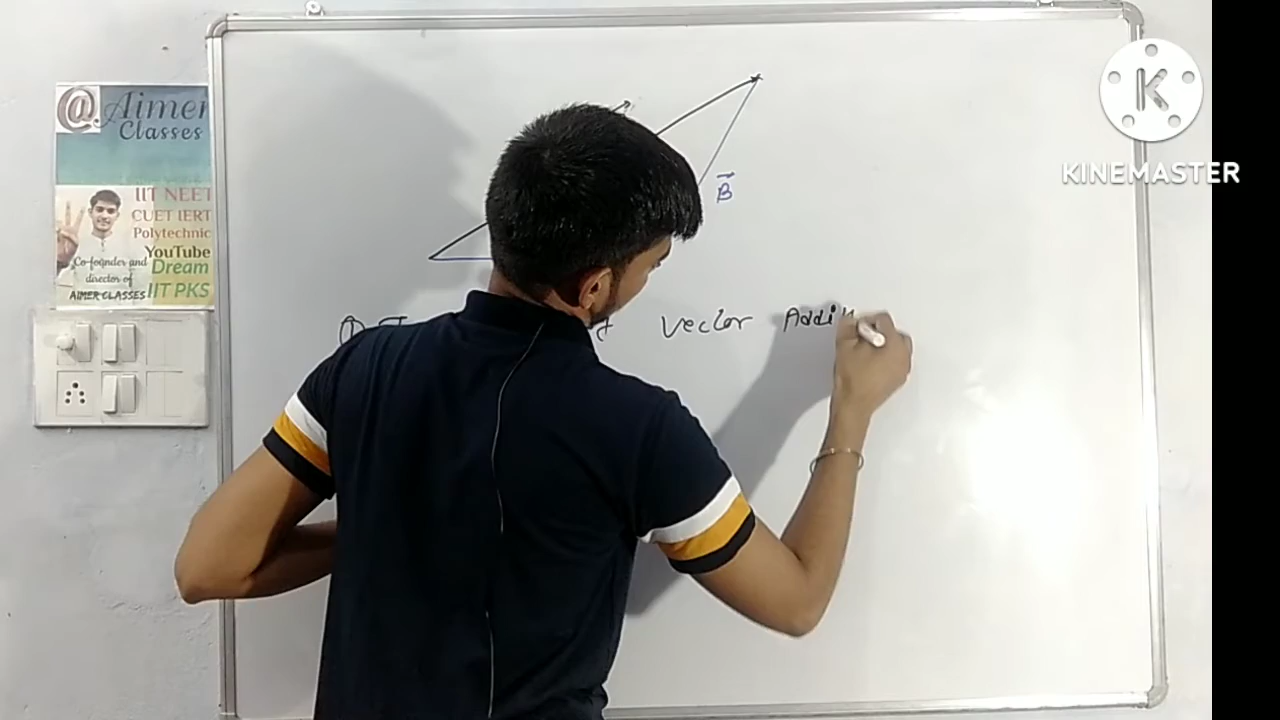 @.Aimer
Classes
IIT NEET
CUET IERT
Polytechnic
YouTube
Dream
IIT PKS
Co-founder and
director of
AIMER CLASSES
B
vector Addi
KINEMASTER